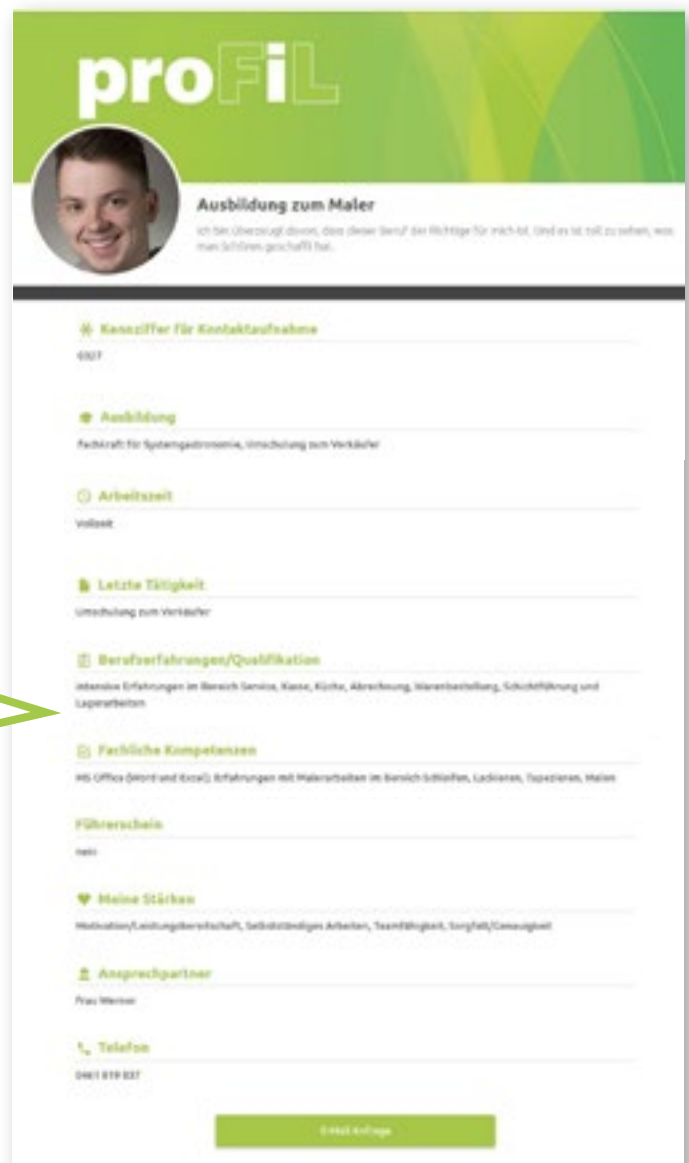 proFiL
Ausbildung zum Maler
Ich bin überzeugt davon, dass dieser Beruf der Richtige für mich ist. Und es ist toll zu sehen, was
man Schönes geschafft hat.
Kennziffer für Kontaktaufnahme
0327
Ausbildung
Fachkraft für Systemgastronomie, Umschulung zum Verkäufer
Arbeitszeit
Vollzeit
Letzte Tätigkeit
Umschulung zum Verkäufer
Berufserfahrungen/Qualifikation
Intensive Erfahrungen im Bereich Service, Kasse, Küche, Abrechnung, Warenbestellung, Schichtführung und
Lagerarbeiten
Fachliche Kompetenzen
MS Office (Word und Excel), Erfahrungen mit Malerarbeiten im Bereich Schleifen, Lackieren, Tapezieren, Malen
Führerschein
nein
Meine Stärken
Motivation/Leistungsbereitschaft, Selbstständiges Arbeiten, Teamfähigkeit, Sorgfalt/Genauigkeit
Ansprechpartner
Frau Werner
Telefon
0461 819 037
E-Mail Anfrage